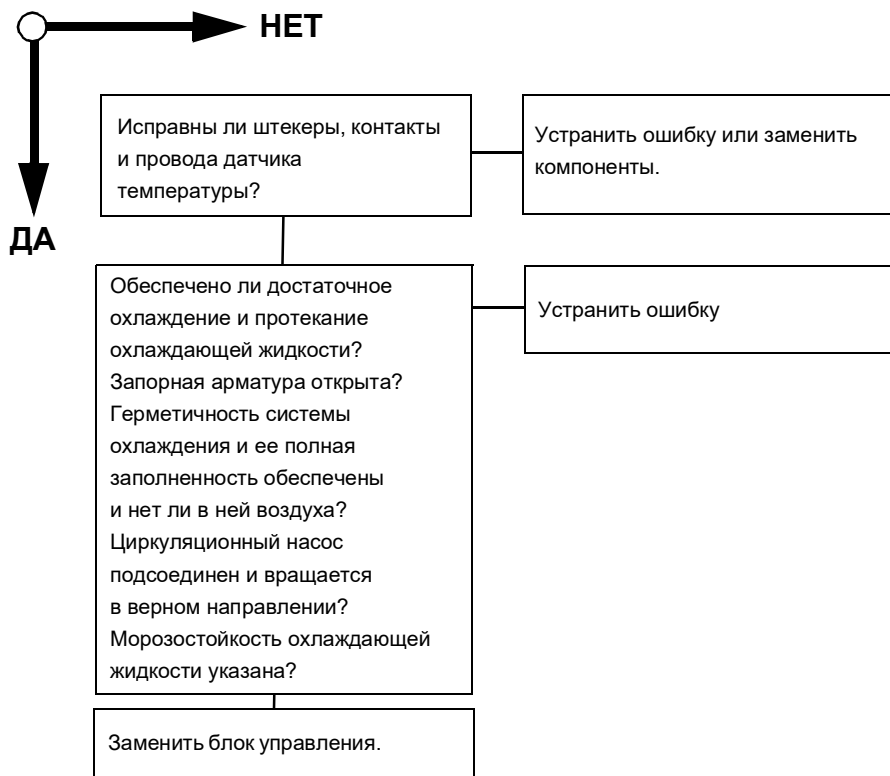 НЕТ
ДА
Исправны ли штекеры, контакты
и провода датчика
температуры?
Устранить ошибку или заменить
компоненты.
Обеспечено ли достаточное
охлаждение и протекание
охлаждающей жидкости?
Запорная арматура открыта?
Герметичность системы
охлаждения и ее полная
заполненность обеспечены
и нет ли в ней воздуха?
Циркуляционный насос
подсоединен и вращается
в верном направлении?
Морозостойкость охлаждающей
жидкости указана?
Устранить ошибку
Заменить блок управления.